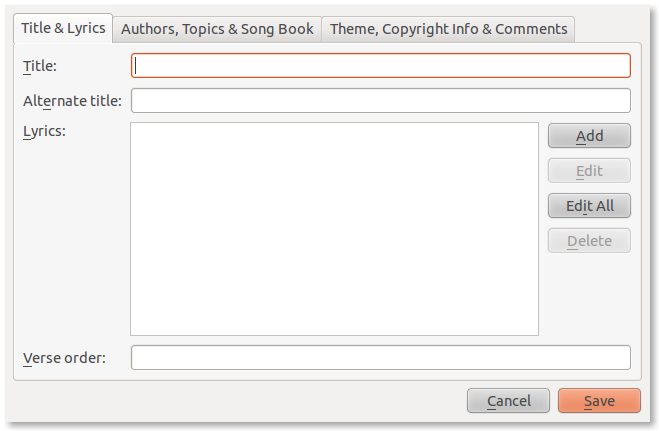 Title & Lyrics Authors, Topics & Song Book Theme, Copyright Info & Comments
Title:
Alternate title:
Lyrics:
Add
Edit
Edit All
Delete
Verse order:
Cancel Save